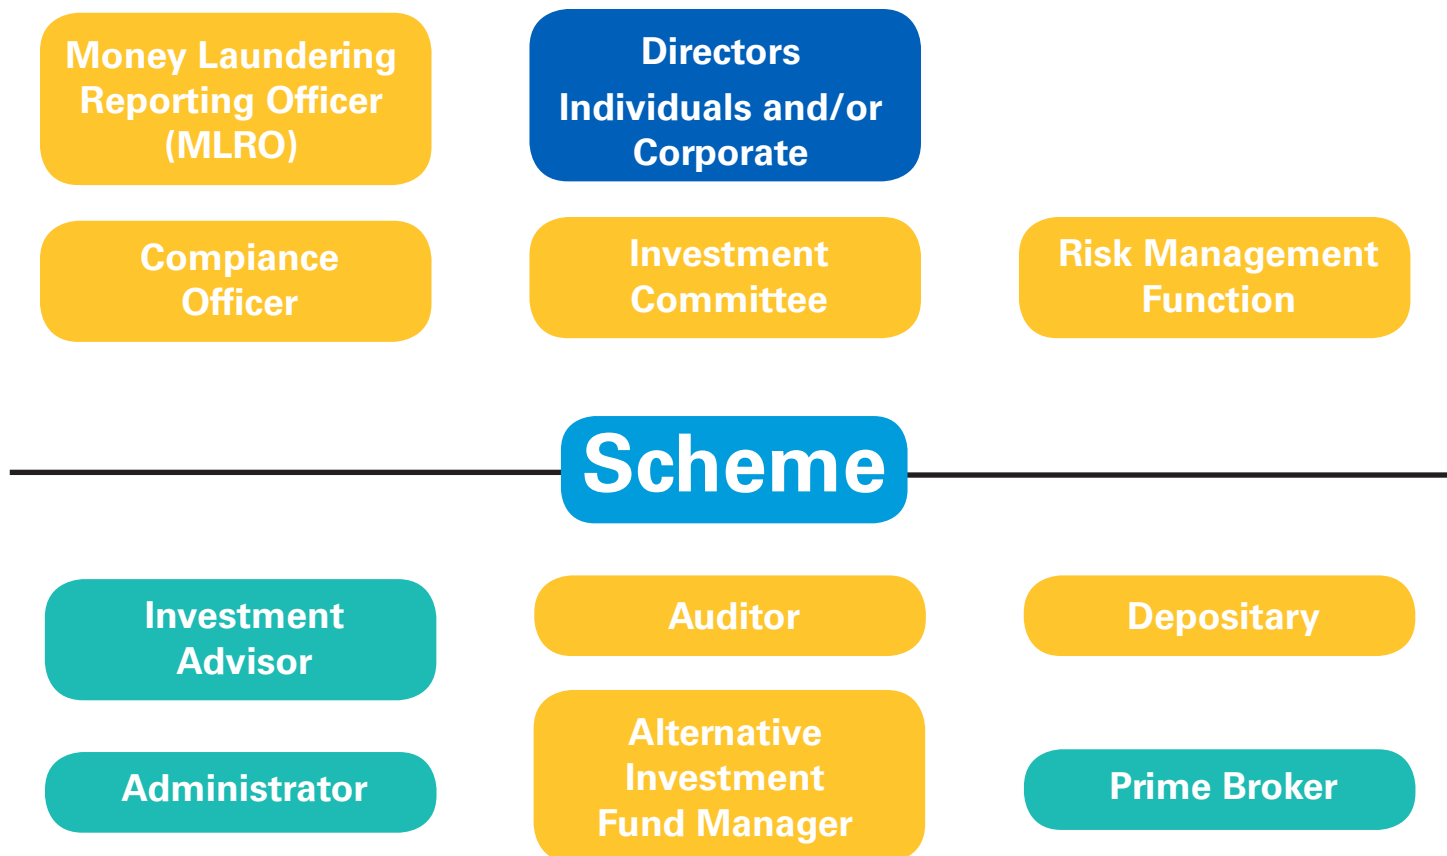 Money Laundering
Reporting Officer
(MLRO)
Directors
Individuals and/or
Corporate
Compiance
Officer
Investment
Committee
Risk Management
Function
Scheme
Investment
Advisor
Auditor
Depositary
Administrator
Alternative
Investment
Fund Manager
Prime Broker